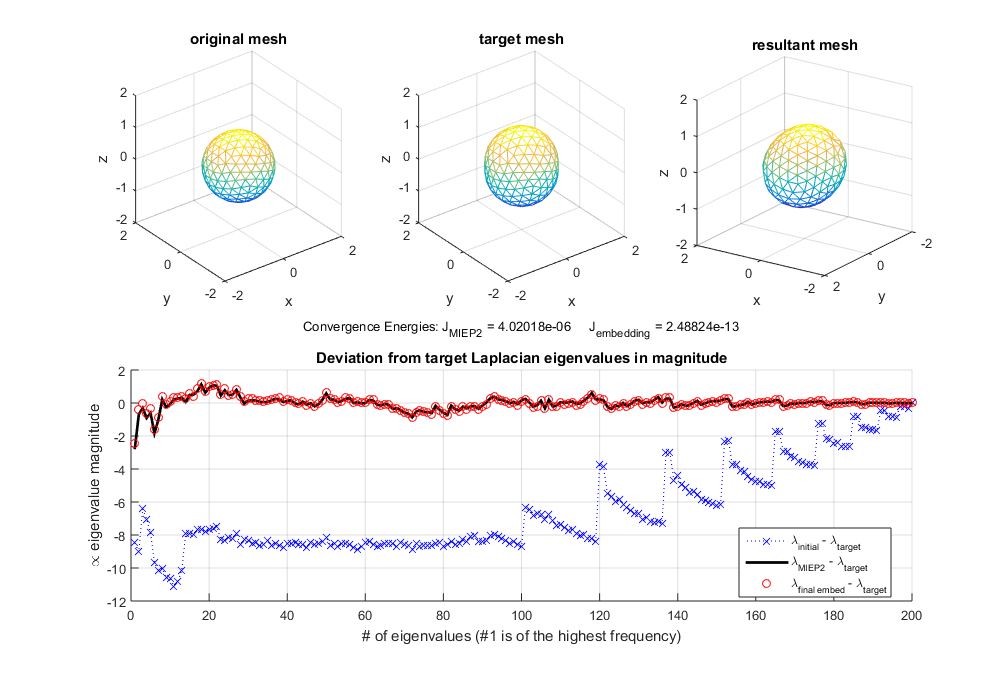 original mesh
target mesh
resultant mesh
2
1
0
-1
-2
z
2
0
-2
y
-2
0
2
x
2
1
0
-1
-2
z
2
0
-2
y
-2
0
2
x
2
1
0
-1
-2
z
2
0
-2
x
2
0
-2
y
Convergence Energies: J_MIEP2 = 4.02018e-06 J_embedding = 2.48824e-13
Deviation from target Laplacian eigenvalues in magnitude
2
0
-2
-4
-6
-8
-10
-12
∝ eigenvalue magnitude
λ_initial - λ_target
λ_MIEP2 - λ_target
λ_final embed - λ_target
0 20 40 60 80 100 120 140 160 180 200
# of eigenvalues (#1 is of the highest frequency)